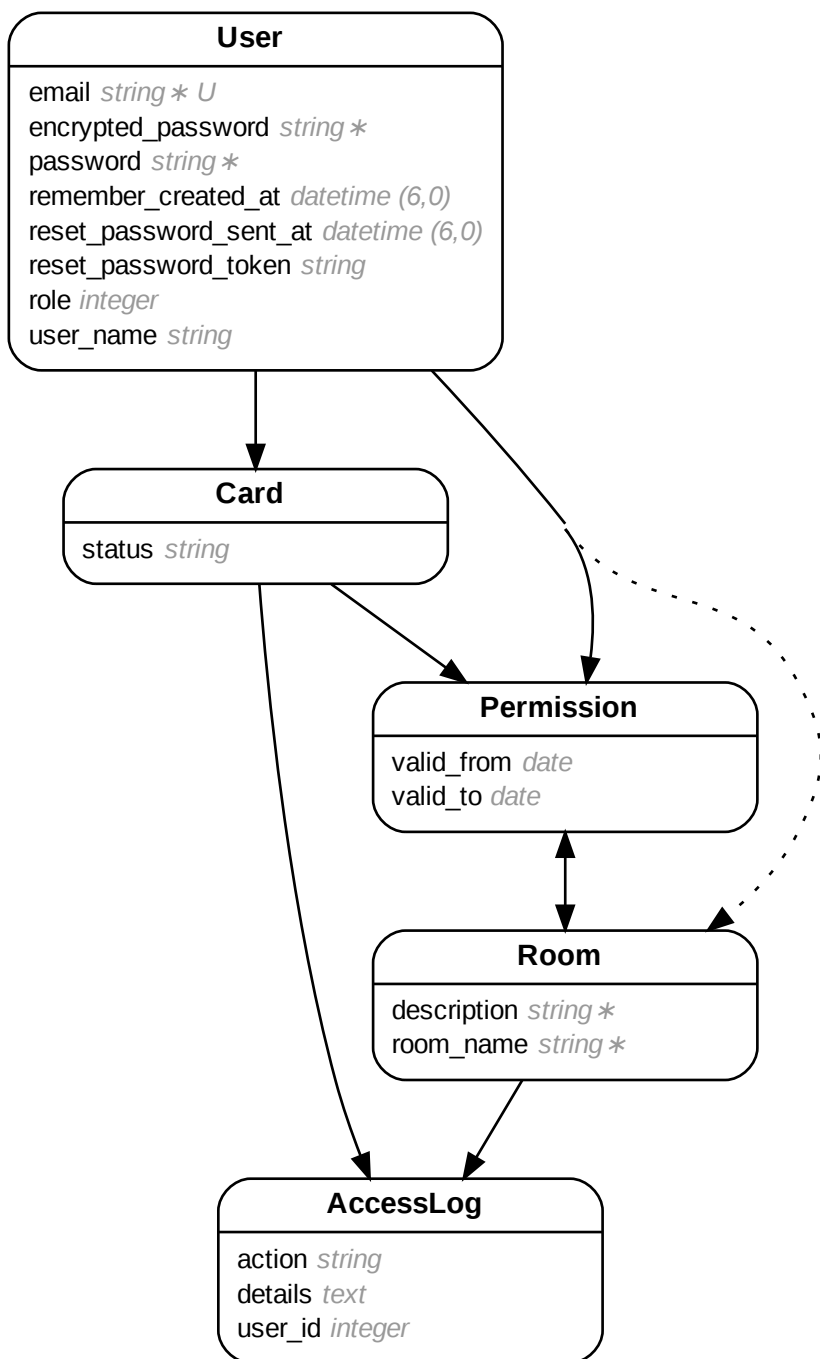 User
email string∗ U
encrypted_password string∗
password string∗
remember_created_at datetime (6,0)
reset_password_sent_at datetime (6,0)
reset_password_token string
role integer
user_name string
Card
status string
Permission
valid_from date
valid_to date
Room
description string∗
room_name string∗
AccessLog
action string
details text
user_id integer